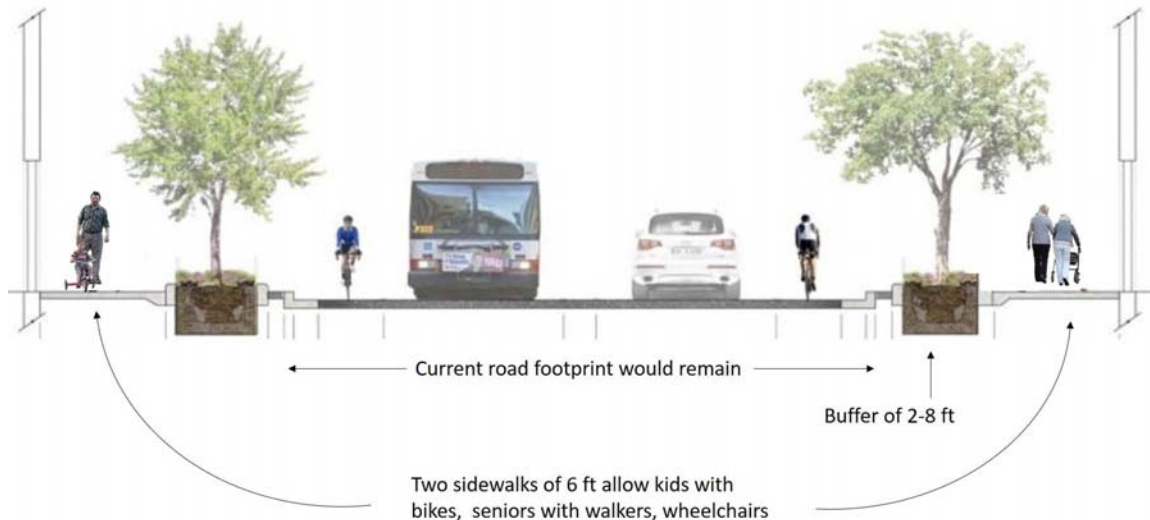 Current road footprint would remain
Buffer of 2-8 ft
Two sidewalks of 6 ft allow kids with
bikes, seniors with walkers, wheelchairs